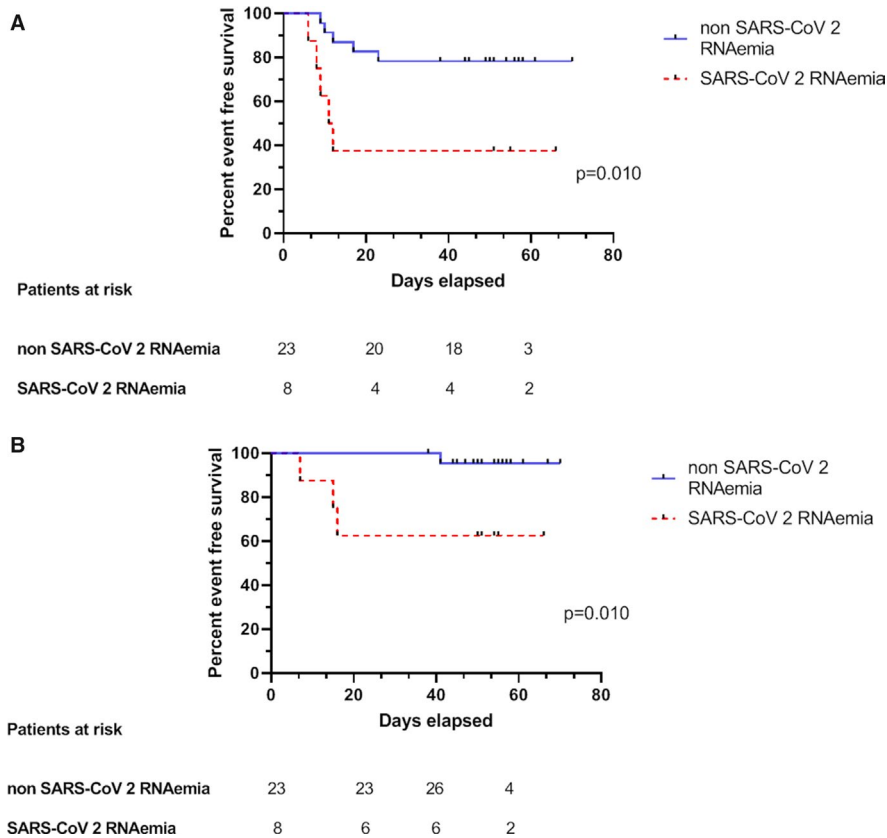 A
Percent event free survival
100
80
60
40
20
0
0 20 40 60 80
Days elapsed
p=0.010
non SARS-CoV 2
RNAemia
SARS-CoV 2 RNAemia
Patients at risk
non SARS-CoV 2 RNAemia 23 20 18 3
SARS-CoV 2 RNAemia 8 4 4 2
B
Percent event free survival
100
80
60
40
20
0
0 20 40 60 80
Days elapsed
p=0.010
non SARS-CoV 2
RNAemia
SARS-CoV 2 RNAemia
Patients at risk
non SARS-CoV 2 RNAemia 23 23 26 4
SARS-CoV 2 RNAemia 8 6 6 2